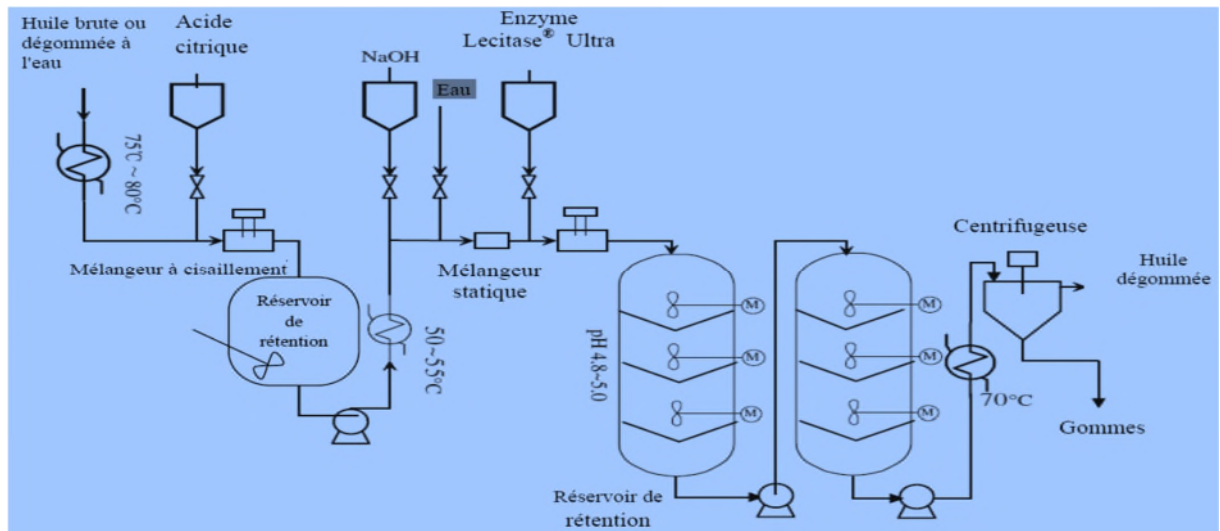 Huile brute ou
dégommée à
l'eau
Acide
citrique
NaOH
Eau
Enzyme
Lecitase® Ultra
75℃ ~ 80°C
Mélangeur à cisaillement
Réservoir
de
rétention
50~55°C
Mélangeur
statique
pH 4.8~5.0
M
M
M
M
M
M
Réservoir de
rétention
70°C
Centrifugeuse
Huile
dégommée
Gommes